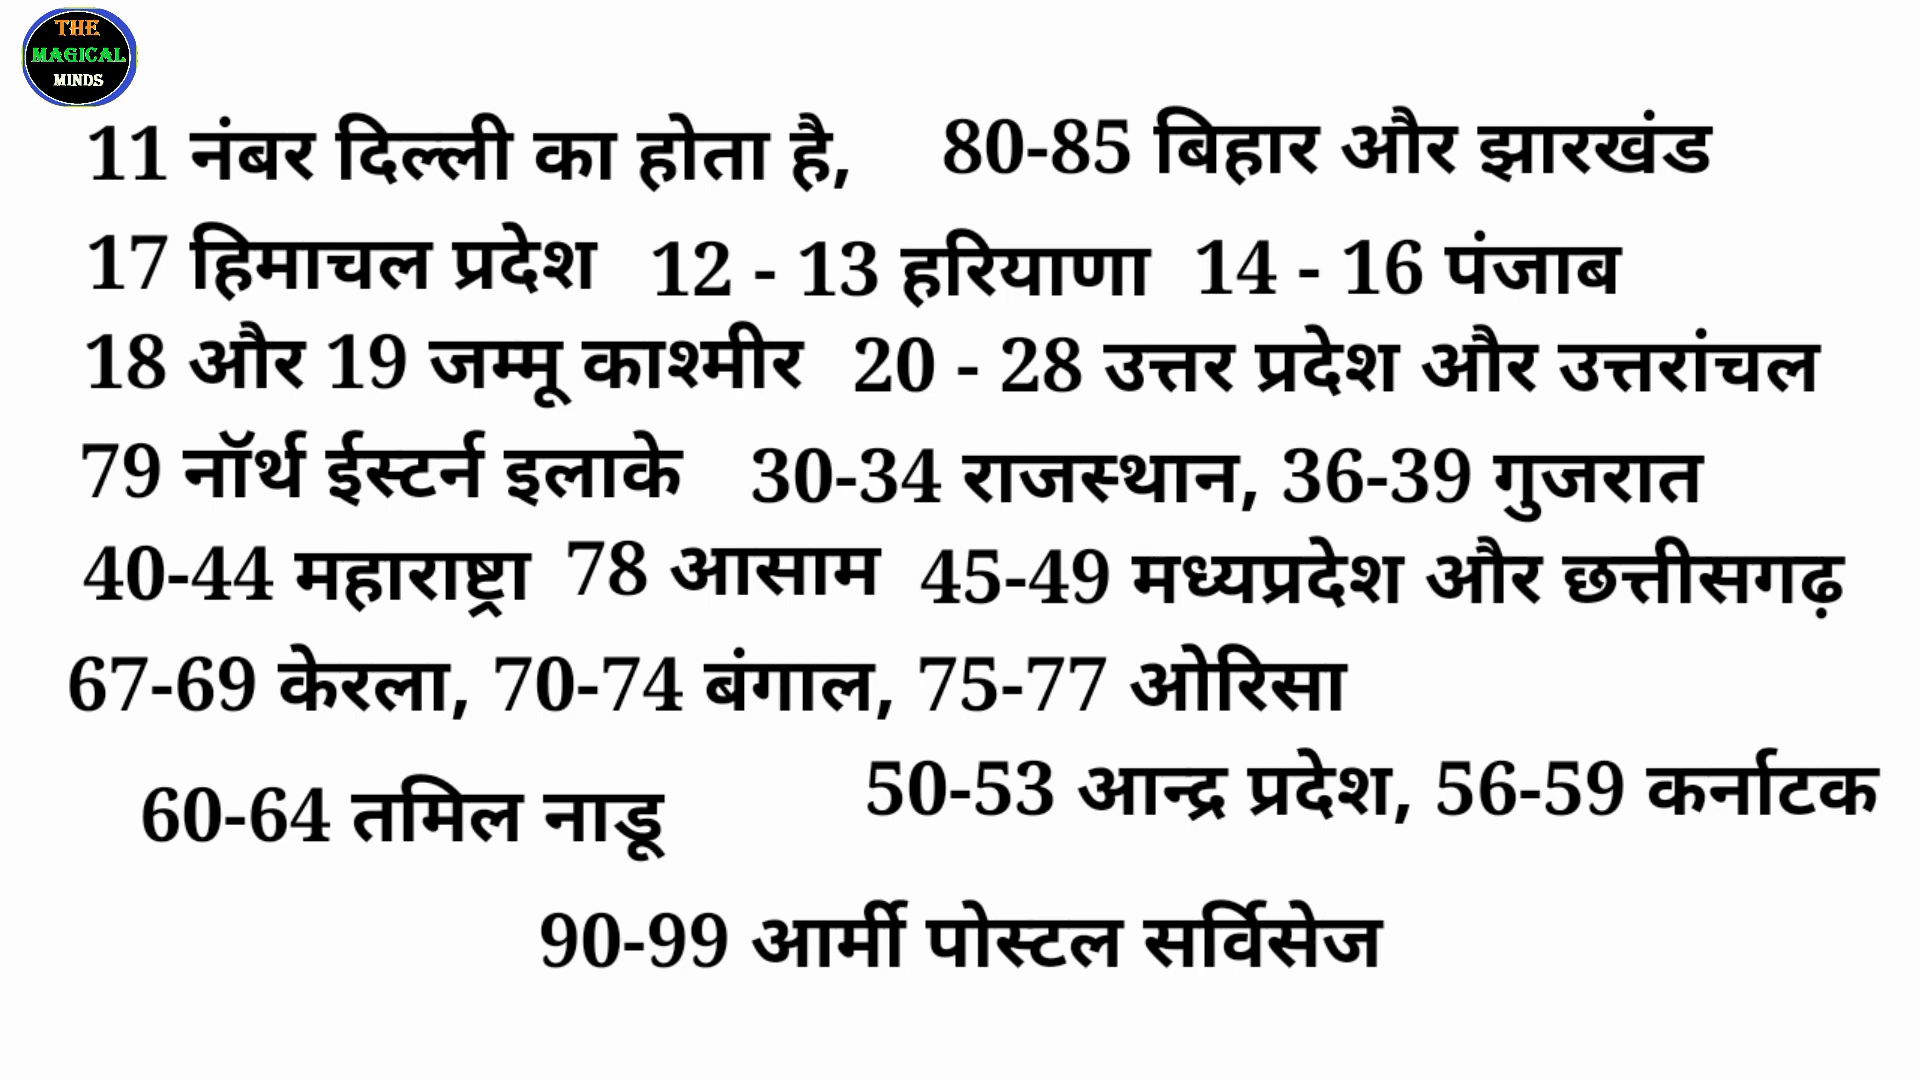 THE
MAGICAL
MINDS
11 नंबर दिल्ली का होता है, 80-85 बिहार और झारखंड
17 हिमाचल प्रदेश 12 - 13 हरियाणा 14 - 16 पंजाब
18 और 19 जम्मू काश्मीर 20 - 28 उत्तर प्रदेश और उत्तरांचल
79 नॉर्थ ईस्टर्न इलाके 30-34 राजस्थान, 36-39 गुजरात
40-44 महाराष्ट्रा 78 आसाम 45-49 मध्यप्रदेश और छत्तीसगढ़
67-69 केरला, 70-74 बंगाल, 75-77 ओरिसा
60-64 तमिल नाडू 50-53 आन्द्र प्रदेश, 56-59 कर्नाटक
90-99 आर्मी पोस्टल सर्विसेज